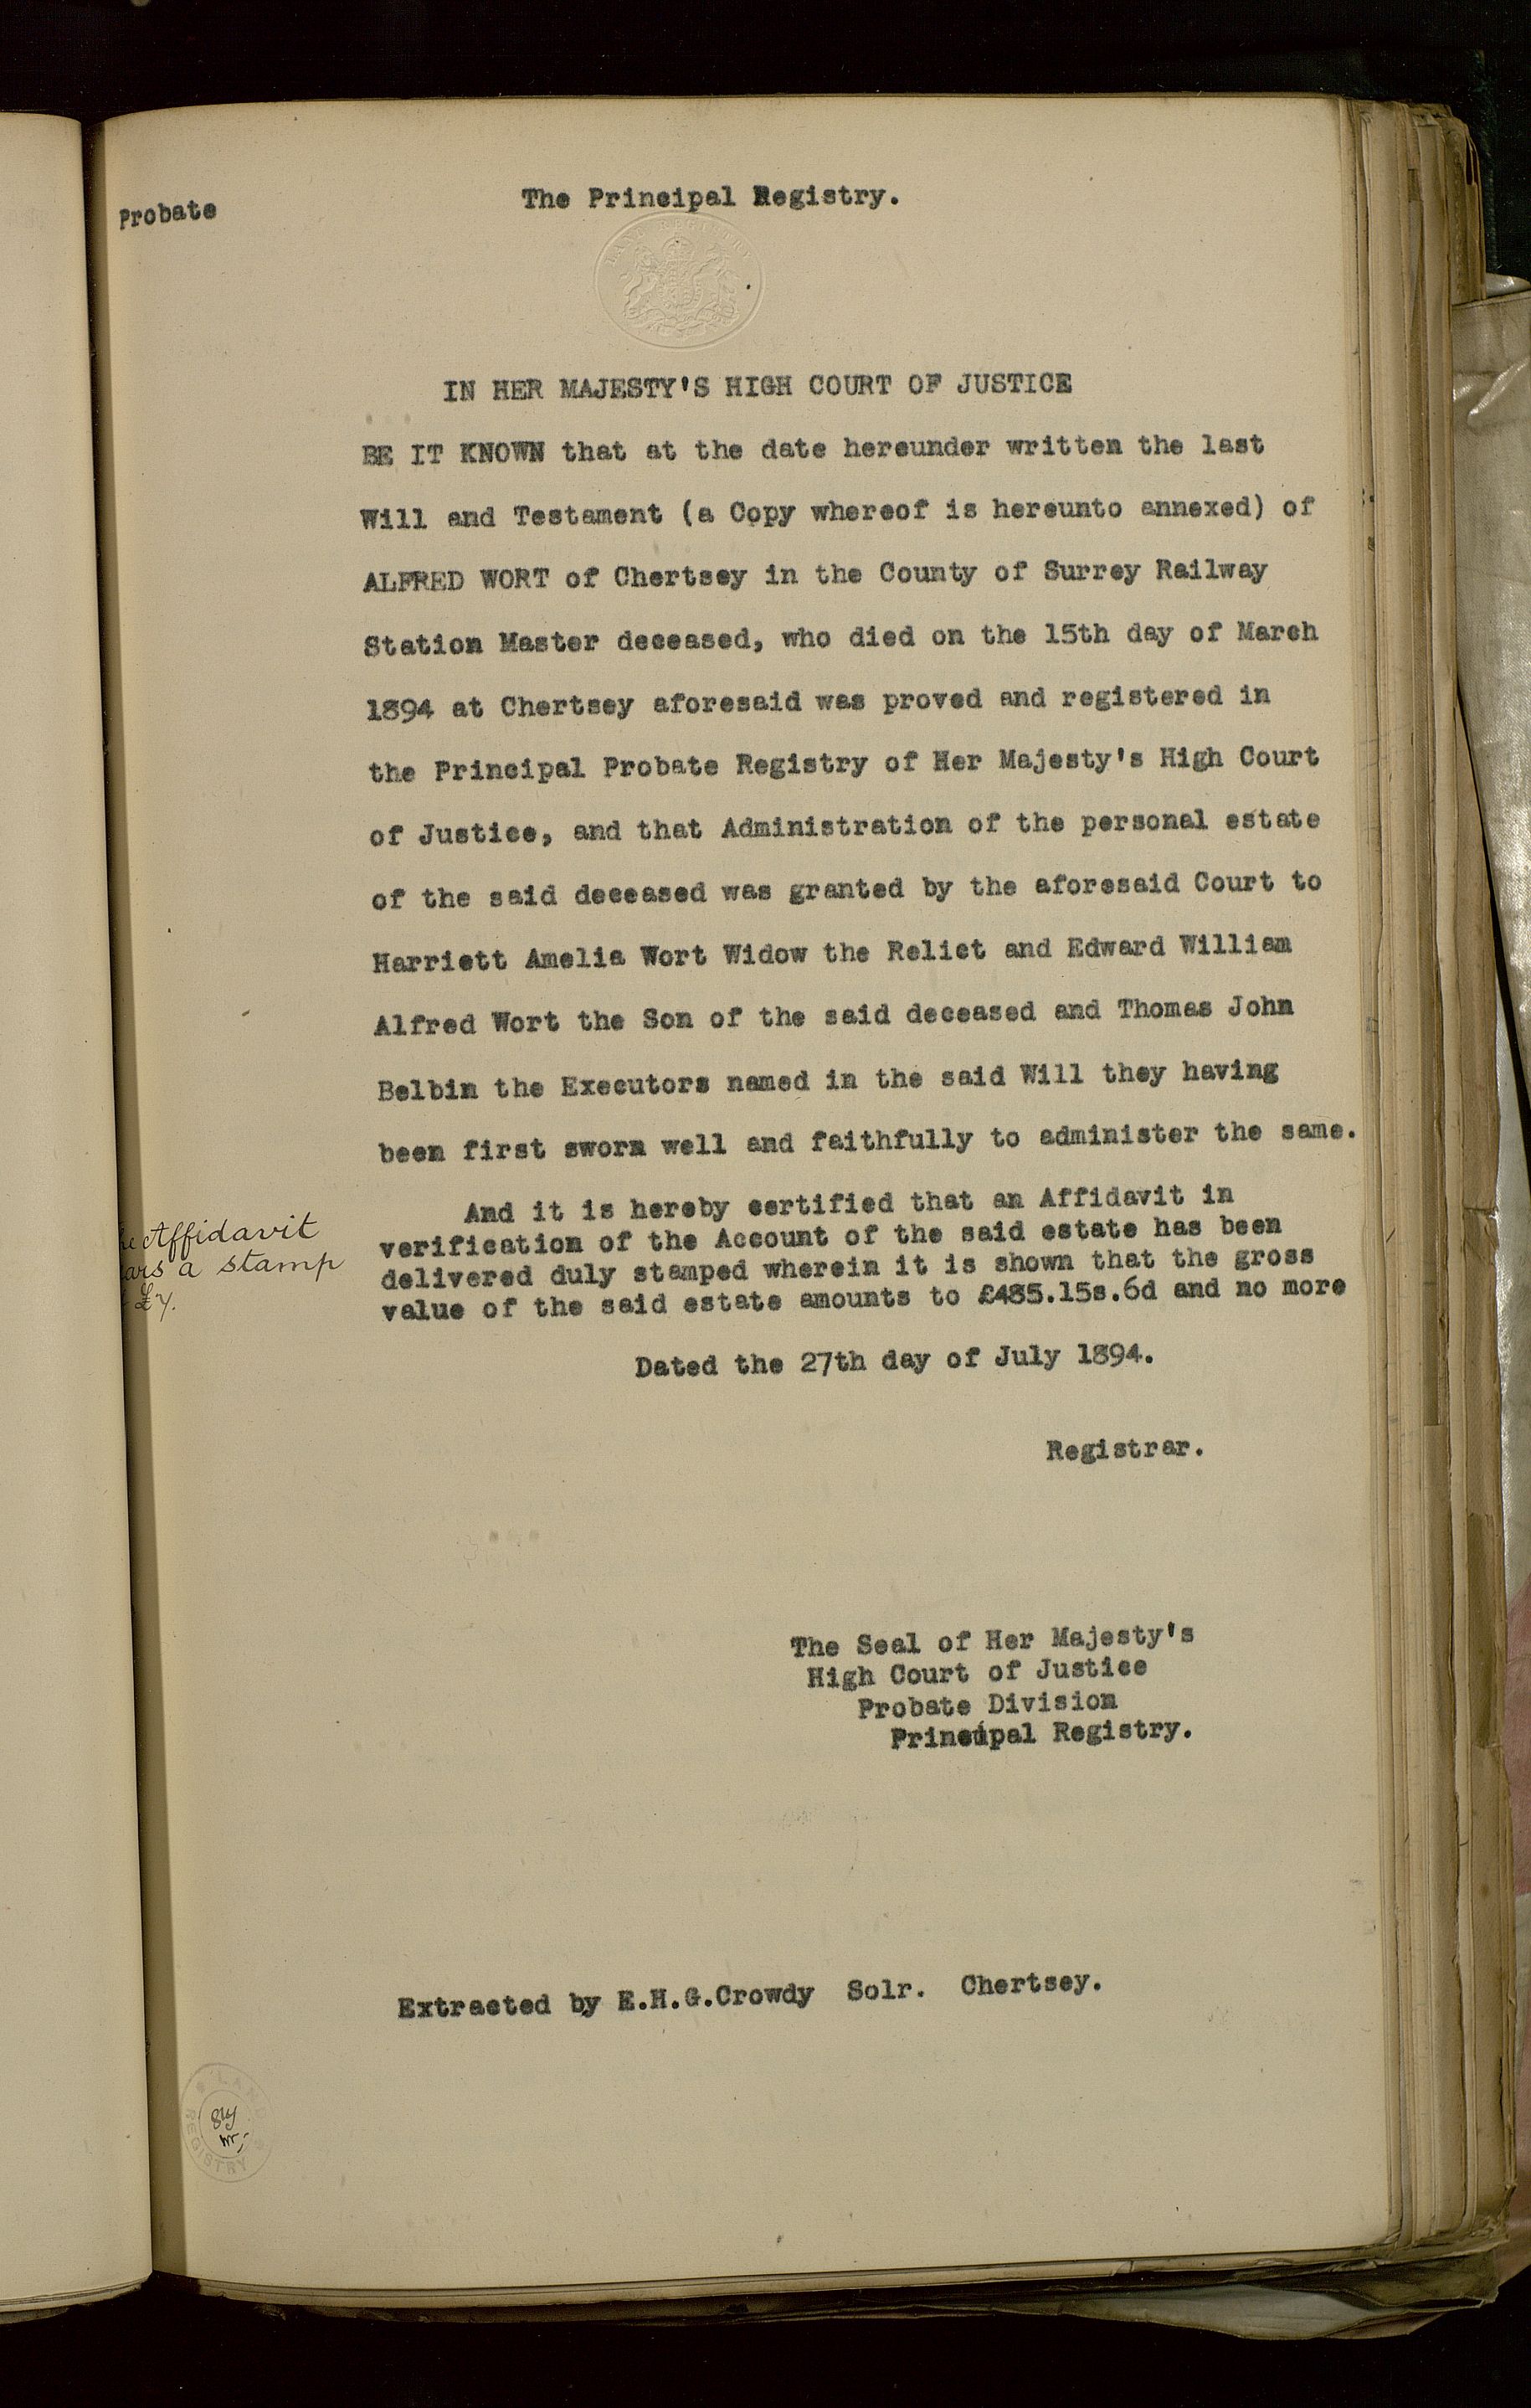 Probate
The Principal Registry.
LAND REGISTRY
IN HER MAJESTY'S HIGH COURT OF JUSTICE
BE IT KNOWN that at the date hereunder written the last
Will and Testament (a Copy whereof is hereunto annexed) of
ALFRED WORT of Chertsey in the County of Surrey Railway
Station Master deceased, who died on the 15th day of March
1894 at Chertsey aforesaid was proved and registered in
the Principal Probate Registry of Her Majesty's High Court
of Justice, and that Administration of the personal estate
of the said deceased was granted by the aforesaid Court to
Harriett Amelia Wort Widow the Relict and Edward William
Alfred Wort the Son of the said deceased and Thomas John
Belbin the Executors named in the said Will they having
been first sworn well and faithfully to administer the same.
And it is hereby certified that an Affidavit in
verification of the Account of the said estate has been
delivered duly stamped wherein it is shown that the gross
value of the said estate amounts to £485.15s.6d and no more
Affidavit
a stamp
Dated the 27th day of July 1894.
Registrar.
The Seal of Her Majesty's
High Court of Justice
Probate Division
Principal Registry.
Extracted by E.H.G.Crowdy Solr. Chertsey.
LAND
REGISTRY